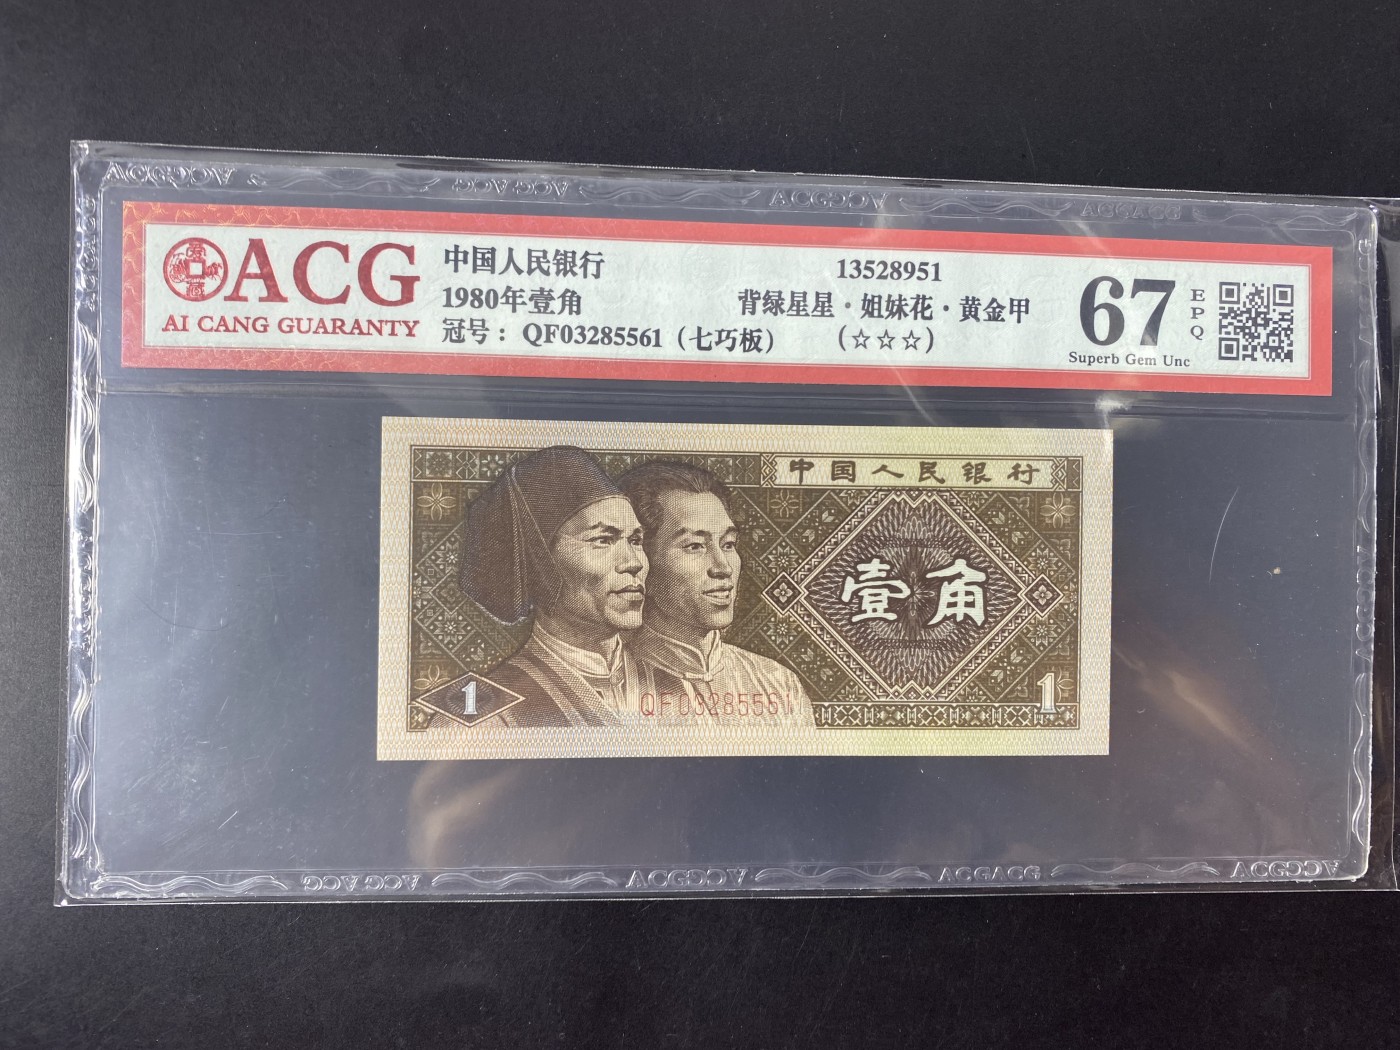 ACG
AI CANG GUARANTY
中国人民银行
1980年壹角
冠号：QF03285561（七巧板）
13528951
背绿星星·姐妹花·黄金甲
(☆☆☆)
67
EPQ
Superb Gem Unc
中国人民银行
壹角
1
QF03285561
1